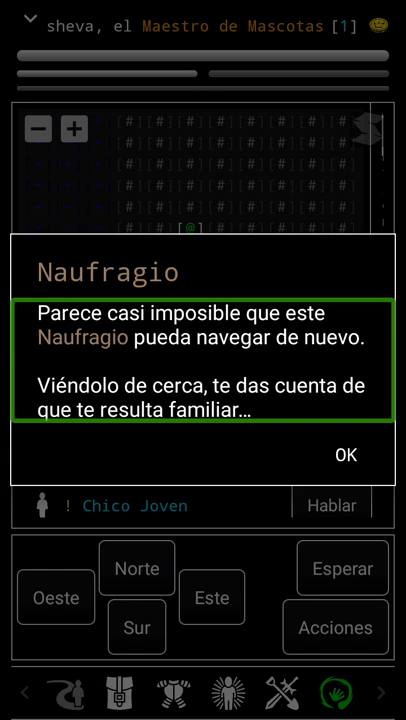 sheva, el Maestro de Mascotas [1]
Naufragio
Parece casi imposible que este
Naufragio pueda navegar de nuevo.
Viéndolo de cerca, te das cuenta de
que te resulta familiar...
OK
! Chico Joven
Hablar
Norte
Esperar
Oeste
Este
Sur
Acciones